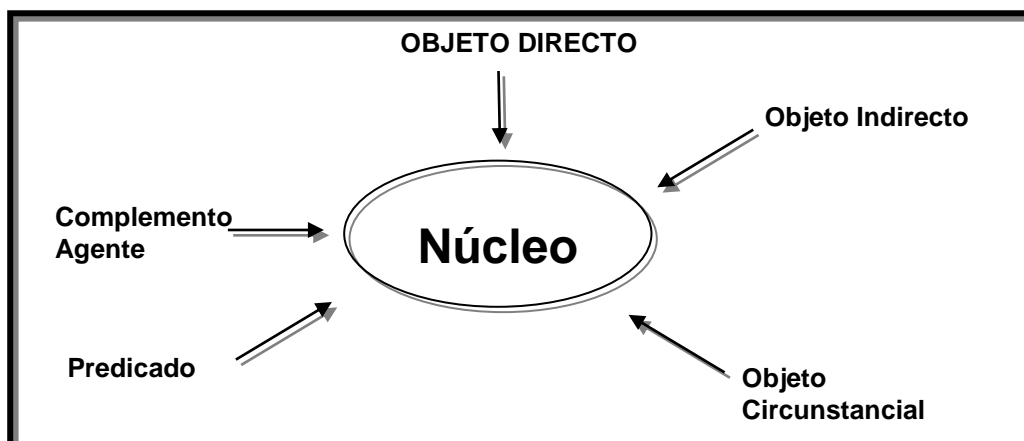 OBJETO DIRECTO
Objeto Indirecto
Complemento
Agente
Núcleo
Predicado
Objeto
Circunstancial